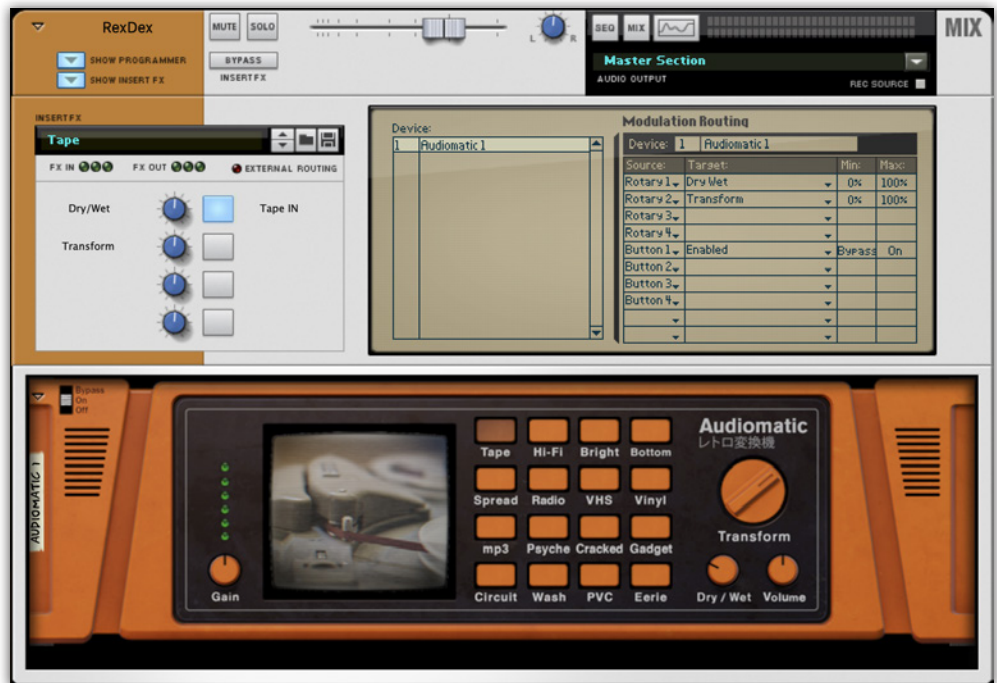 RexDex
MUTE SOLO
L R
SEQ MIX
MIX
SHOW PROGRAMMER
SHOW INSERT FX
BYPASS
INSERT FX
Master Section
AUDIO OUTPUT
REC SOURCE
INSERT FX
Tape
FX IN FX OUT EXTERNAL ROUTING
Dry/Wet Tape IN
Transform
Device:
1 Audiomatic 1
Modulation Routing
Device: 1 Audiomatic 1
Source: Target: Min: Max:
Rotary 1 Dry Wet 0% 100%
Rotary 2 Transform 0% 100%
Rotary 3
Rotary 4
Button 1 Enabled Bypass On
Button 2
Button 3
Button 4
Bypass
On
Off
AUDIOMATIC 1
Gain
Tape Hi-Fi Bright Bottom
Spread Radio VHS Vinyl
mp3 Psyche Cracked Gadget
Circuit Wash PVC Eerie
Audiomatic
レトロ変換機
Transform
Dry / Wet Volume